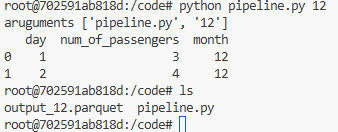 root@702591ab818d:/code# python pipeline.py 12
aruguments ['pipeline.py', '12']
day num_of_passengers month
0 1 3 12
1 2 4 12
root@702591ab818d:/code# ls
output_12.parquet pipeline.py
root@702591ab818d:/code#